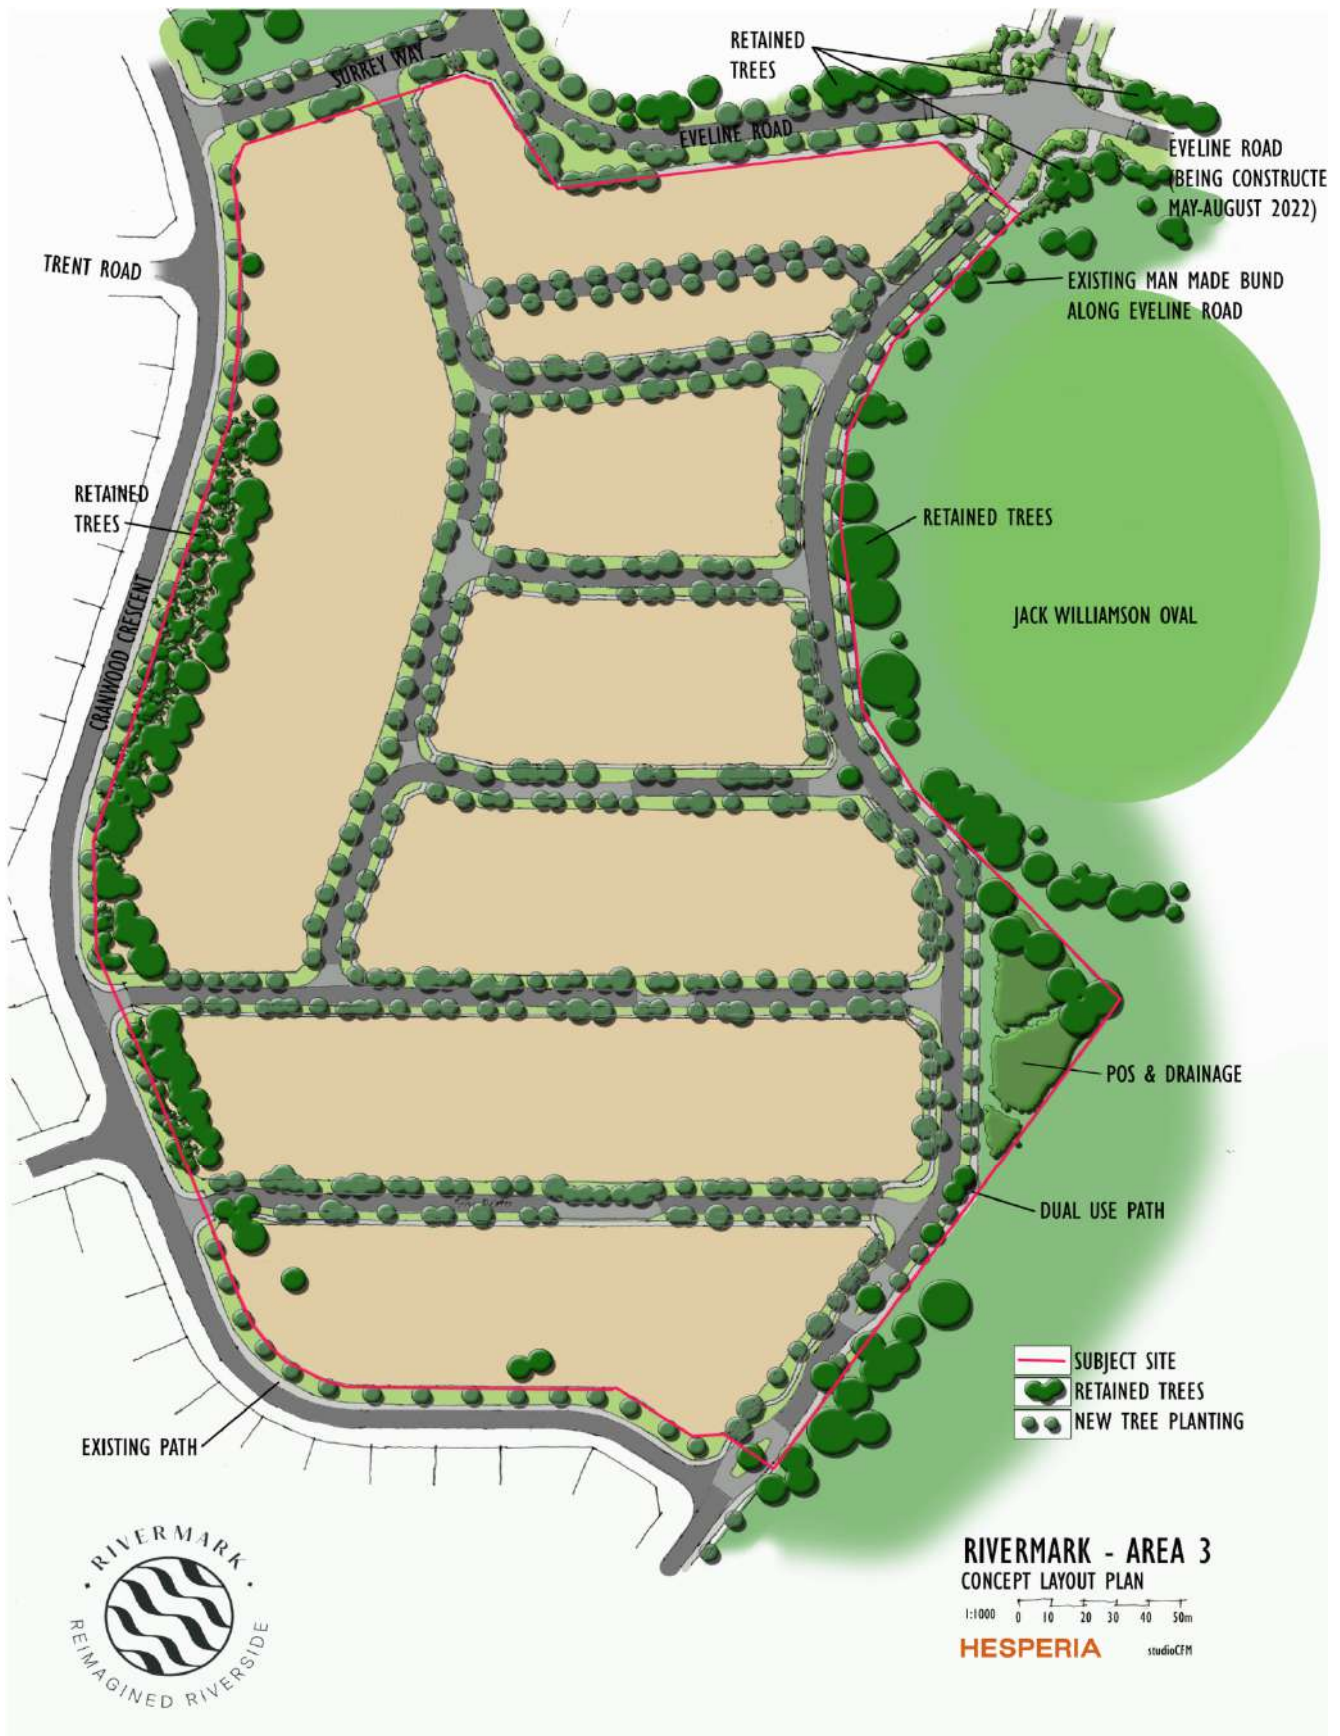 RETAINED
TREES
SURREY WAY
EVELINE ROAD
EVELINE ROAD
(BEING CONSTRUCTE
MAY-AUGUST 2022)
TRENT ROAD
EXISTING MAN MADE BUND
ALONG EVELINE ROAD
RETAINED
TREES
RETAINED TREES
CRANWOOD CRESCENT
JACK WILLIAMSON OVAL
POS & DRAINAGE
DUAL USE PATH
SUBJECT SITE
RETAINED TREES
NEW TREE PLANTING
EXISTING PATH
• RIVERMARK •
REIMAGINED RIVERSIDE
RIVERMARK - AREA 3
CONCEPT LAYOUT PLAN
1:1000 0 10 20 30 40 50m
HESPERIA studioCFM